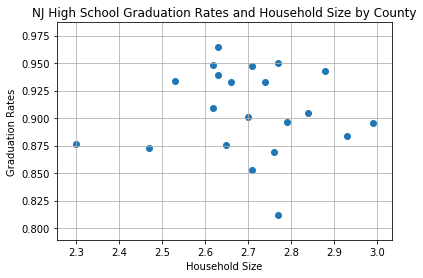 NJ High School Graduation Rates and Household Size by County
0.975
0.950
0.925
0.900
0.875
0.850
0.825
0.800
Graduation Rates
2.3 2.4 2.5 2.6 2.7 2.8 2.9 3.0
Household Size